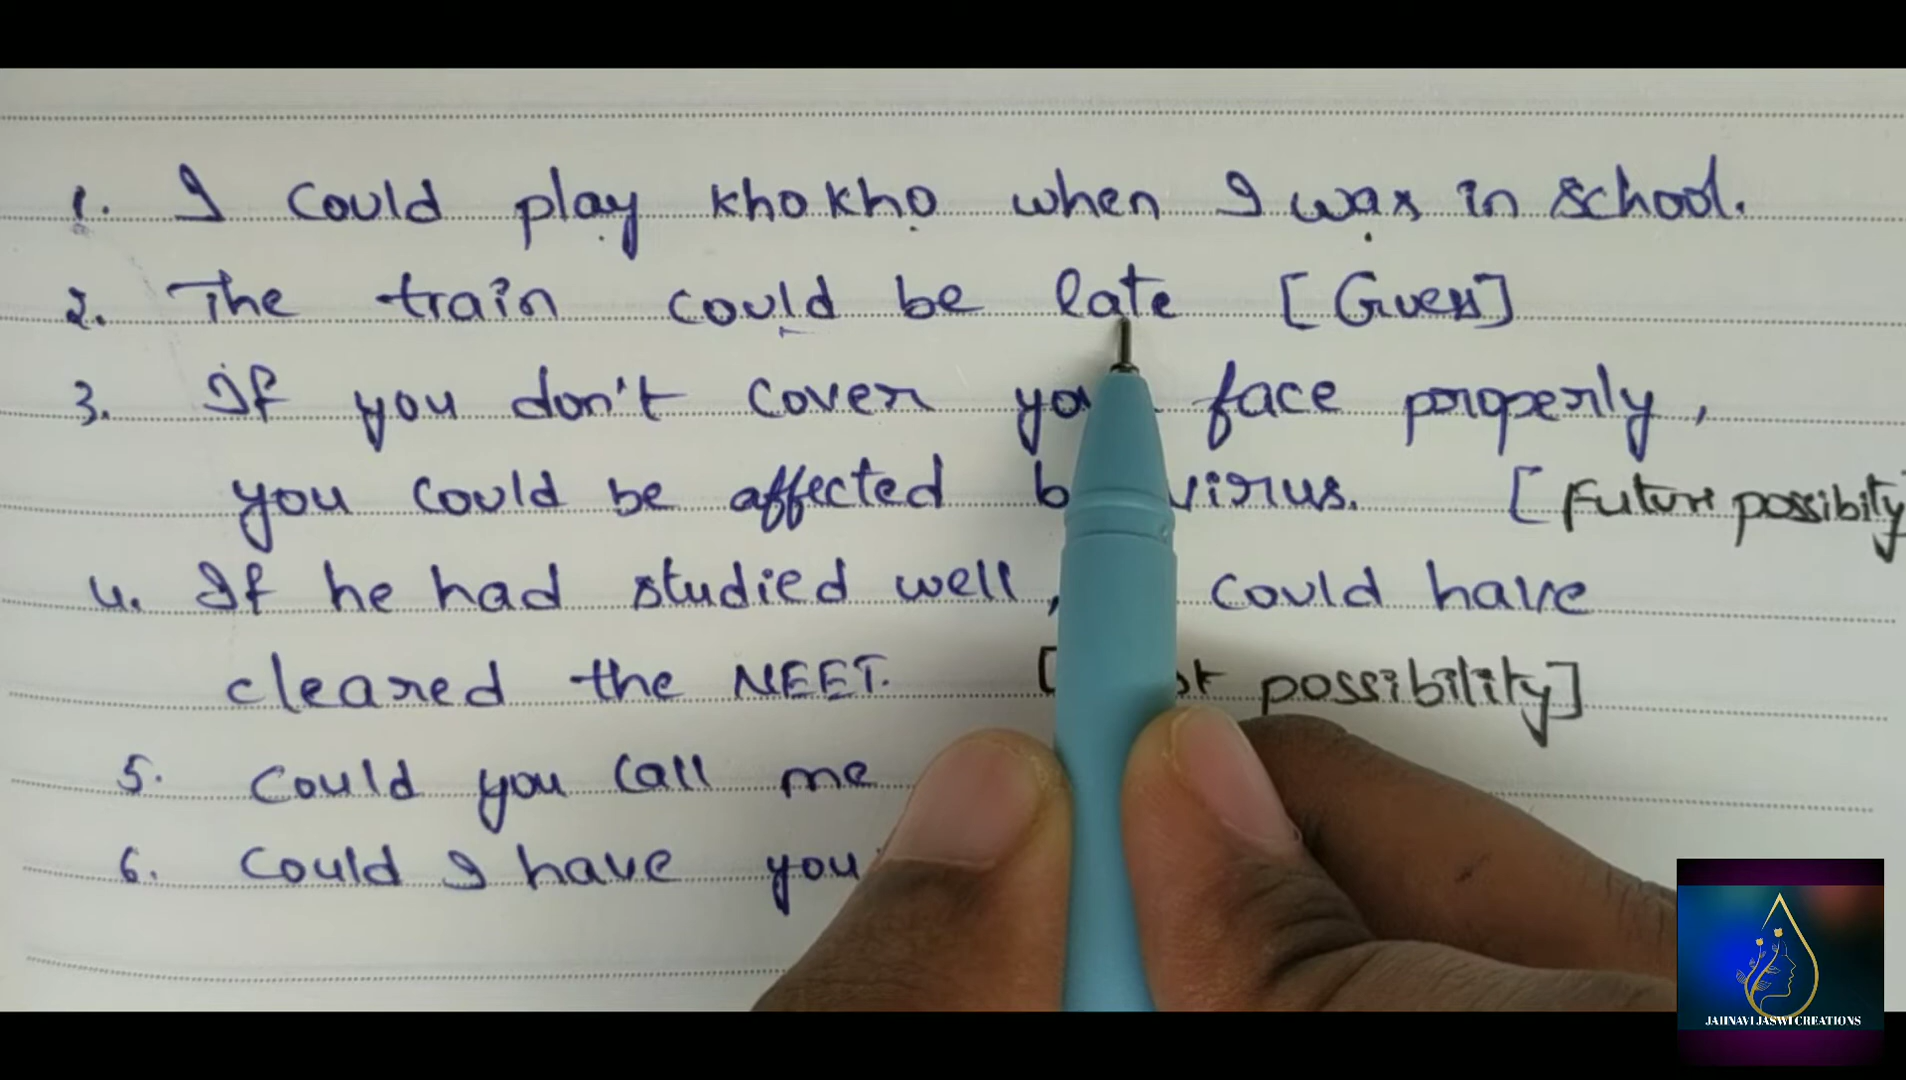 1. I could play khokho when I was in school.
2. The train could be late [Guess]
3. If you don't cover face properly,
you could be affected virus. [Future possibility
4. If he had studied well, could have
cleared the NEET. [ possibility]
5. Could you call me
6. Could I have you
JAHNAVI JASWI CREATIONS